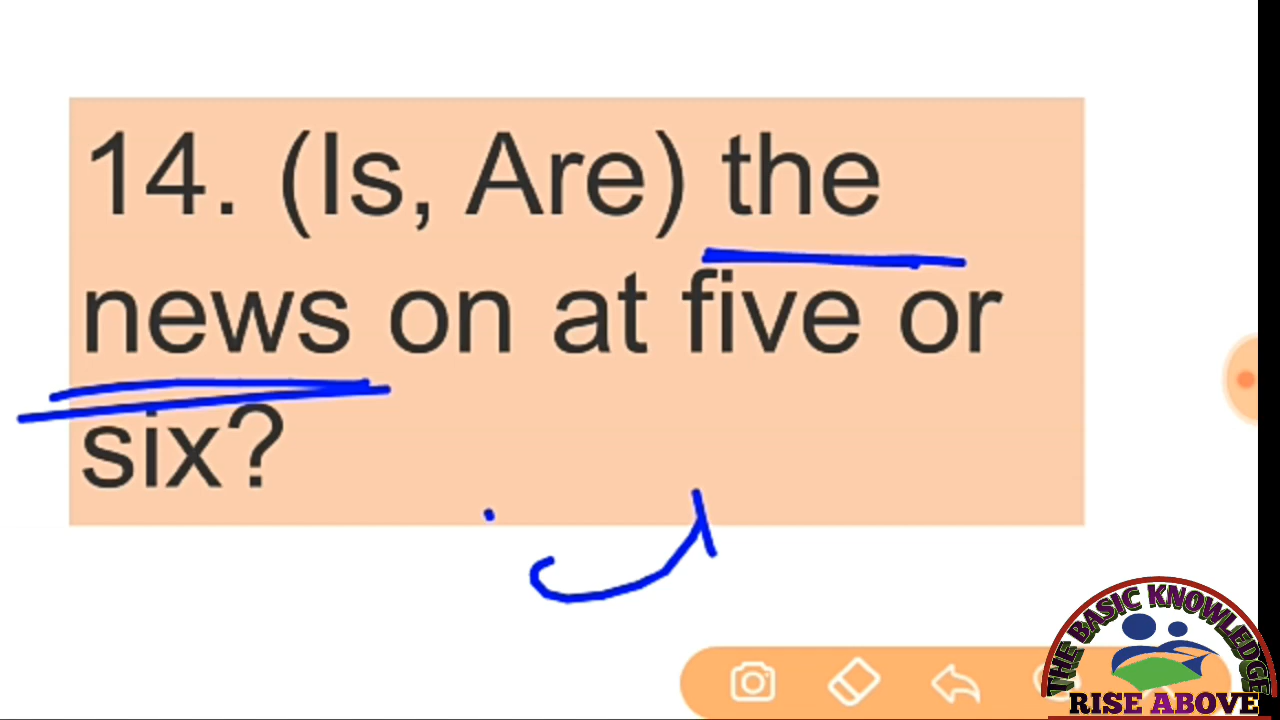 14. (Is, Are) the
news on at five or
six?
THE BASIC KNOWLEDGE
RISE ABOVE